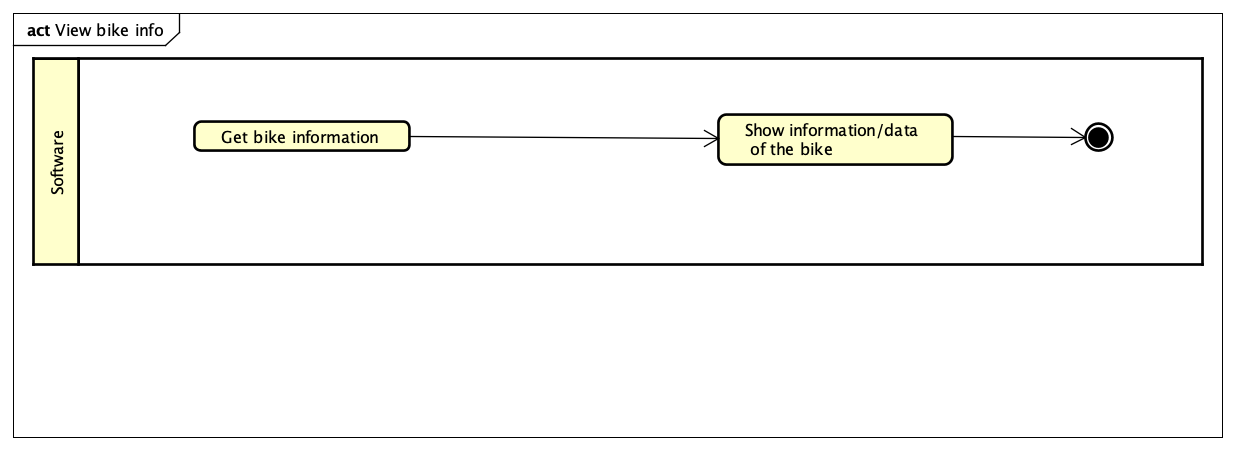 act View bike info
Software
Get bike information
Show information/data
of the bike